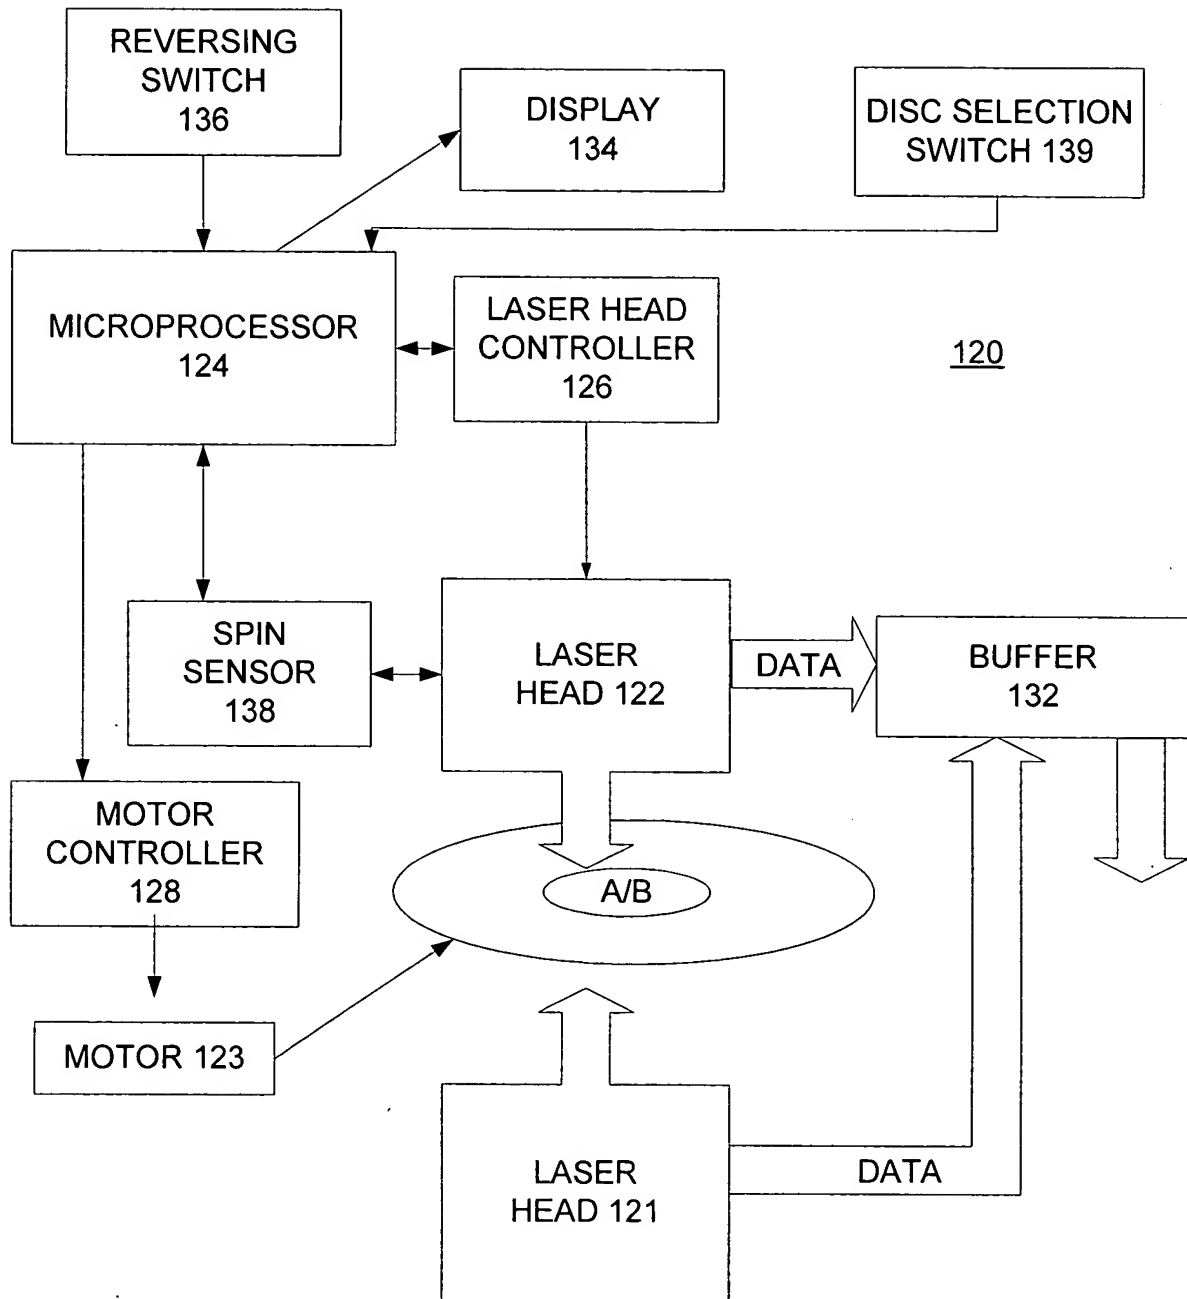 REVERSING
SWITCH
136
DISPLAY
134
DISC SELECTION
SWITCH 139
MICROPROCESSOR
124
LASER HEAD
CONTROLLER
126
120
SPIN
SENSOR
138
LASER
HEAD 122
DATA
BUFFER
132
MOTOR
CONTROLLER
128
A/B
MOTOR 123
LASER
HEAD 121
DATA